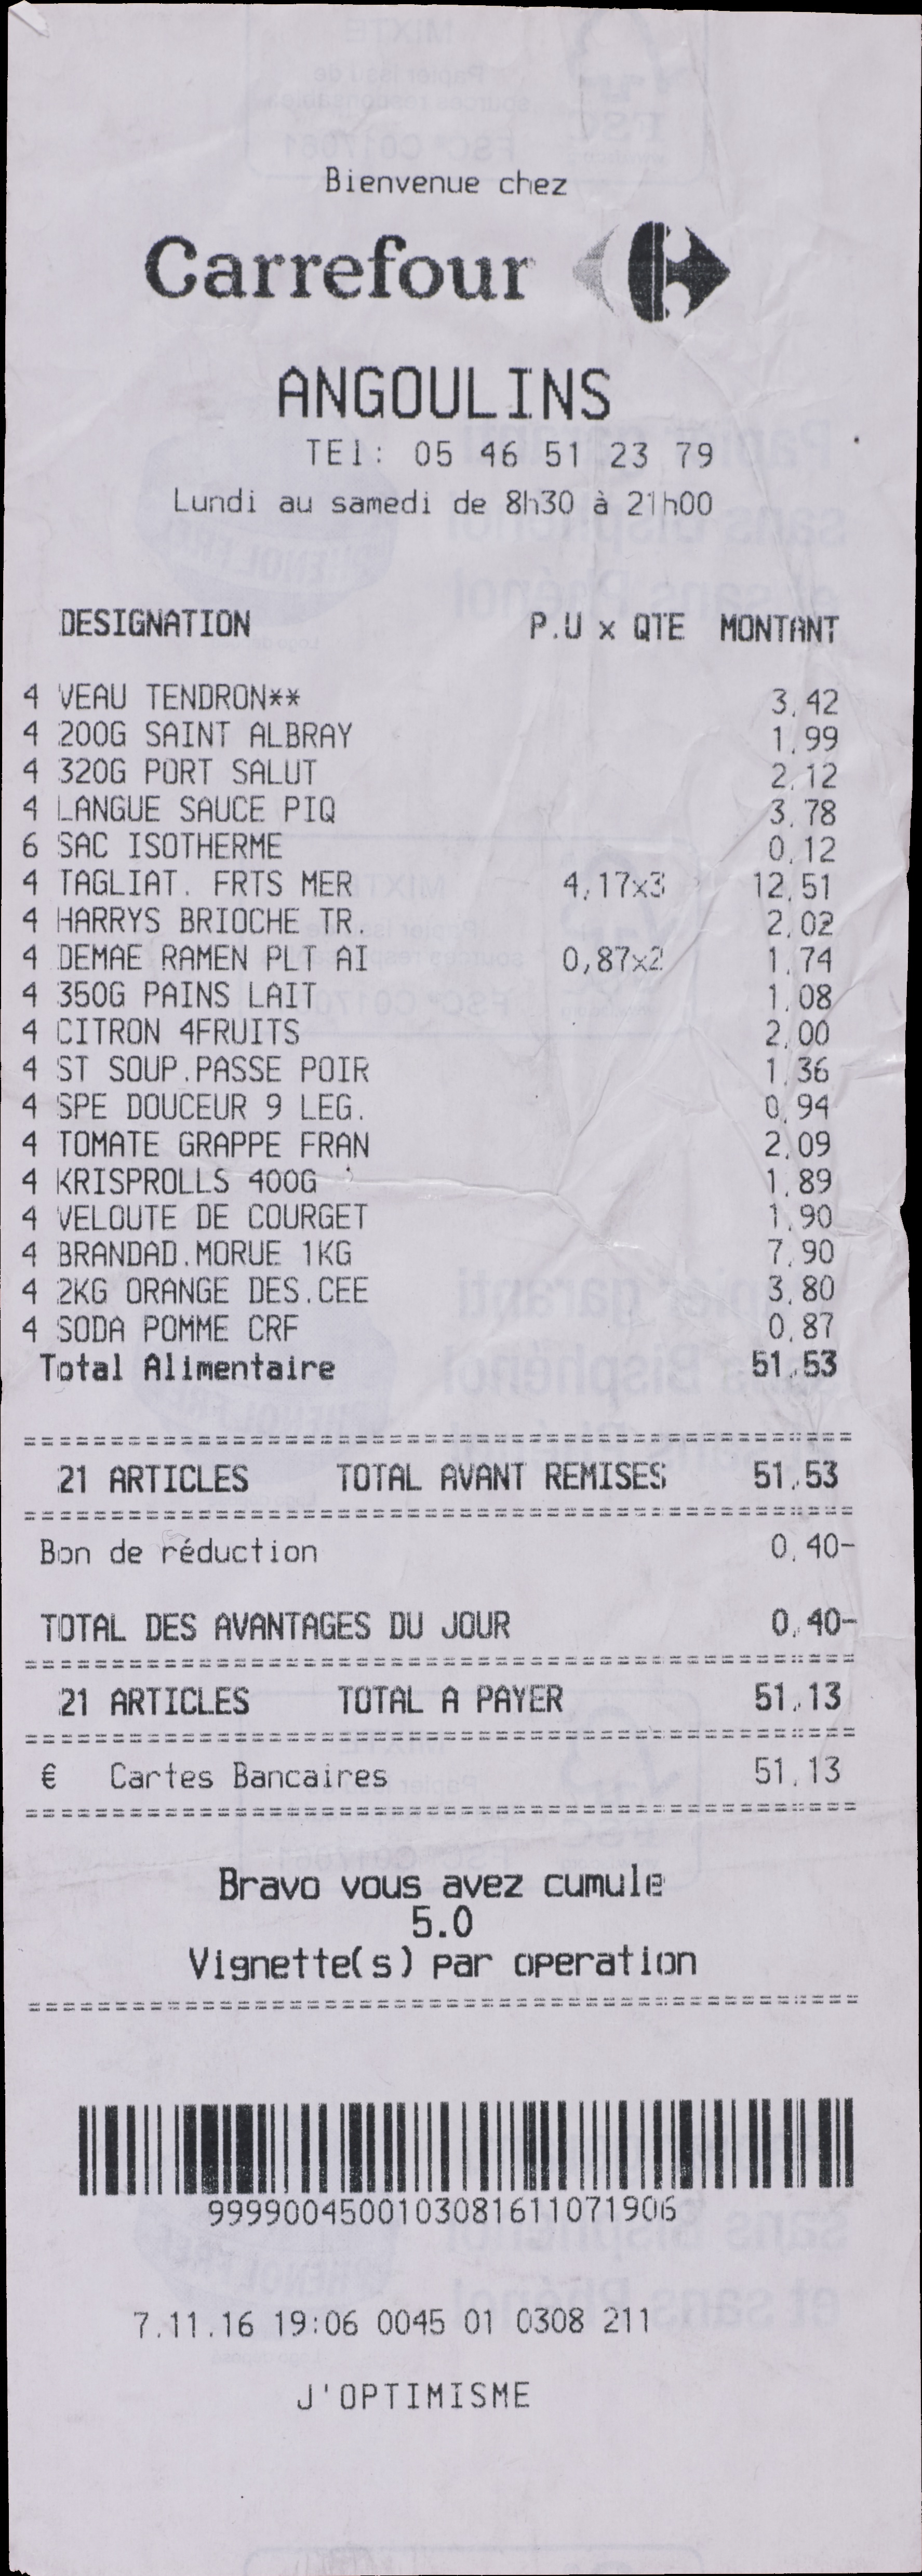 Bienvenue chez
Carrefour
ANGOULINS
TEl: 05 46 51 23 79
Lundi au samedi de 8h30 à 21h00
DESIGNATION P.U x QTE MONTANT
4 VEAU TENDRON** 3,42
4 200G SAINT ALBRAY 1,99
4 320G PORT SALUT 2,12
4 LANGUE SAUCE PIQ 3,78
6 SAC ISOTHERME 0,12
4 TAGLIAT. FRTS MER 4,17x3 12,51
4 HARRYS BRIOCHE TR. 2,02
4 DEMAE RAMEN PLT AI 0,87x2 1,74
4 350G PAINS LAIT 1,08
4 CITRON 4FRUITS 2,00
4 ST SOUP.PASSE POIR 1,36
4 SPE DOUCEUR 9 LEG. 0,94
4 TOMATE GRAPPE FRAN 2,09
4 KRISPROLLS 400G 1,89
4 VELOUTE DE COURGET 1,90
4 BRANDAD.MORUE 1KG 7,90
4 2KG ORANGE DES.CEE 3,80
4 SODA POMME CRF 0,87
Total Alimentaire 51,53
21 ARTICLES TOTAL AVANT REMISES 51,53
Bon de réduction 0,40-
TOTAL DES AVANTAGES DU JOUR 0,40-
21 ARTICLES TOTAL A PAYER 51,13
€ Cartes Bancaires 51,13
Bravo vous avez cumule
5.0
Vignette(s) par operation
9999004500103081611071906
7.11.16 19:06 0045 01 0308 211
J'OPTIMISME